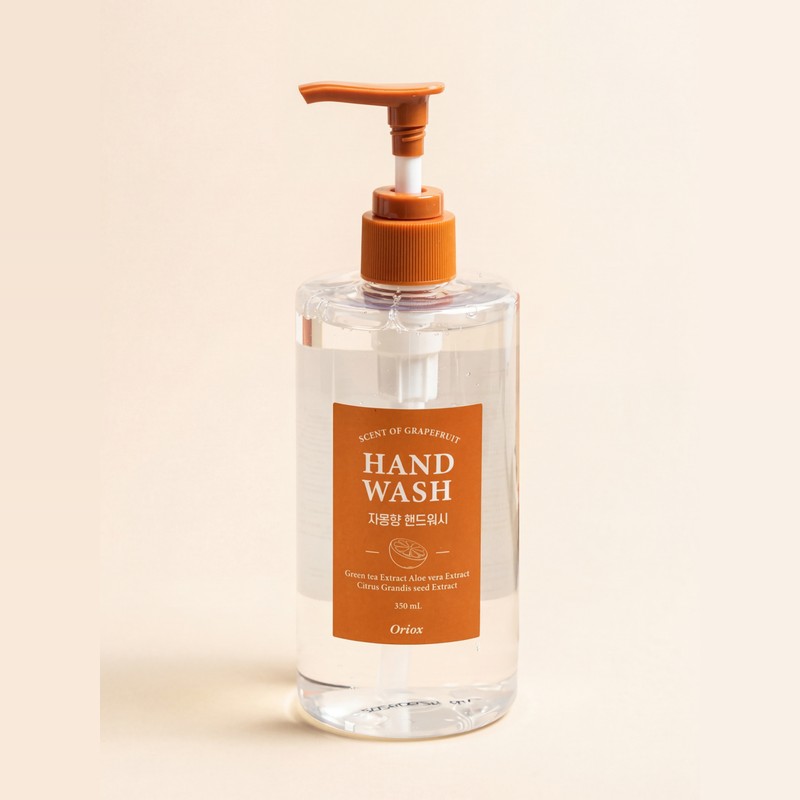 SCENT OF GRAPEFRUIT
HAND
WASH
자몽향 핸드워시
Green tea Extract Aloe vera Extract
Citrus Grandis seed Extract
350 mL
Oriox